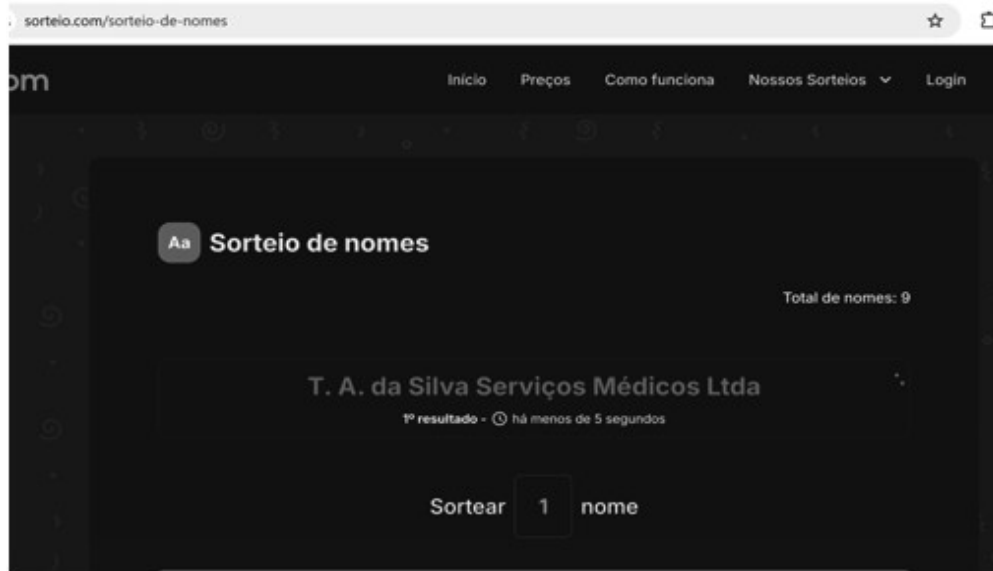 sorteio.com/sorteio-de-nomes
om
Início Preços Como funciona Nossos Sorteios Login
Aa Sorteio de nomes
Total de nomes: 9
T. A. da Silva Serviços Médicos Ltda
1º resultado - há menos de 5 segundos
Sortear 1 nome